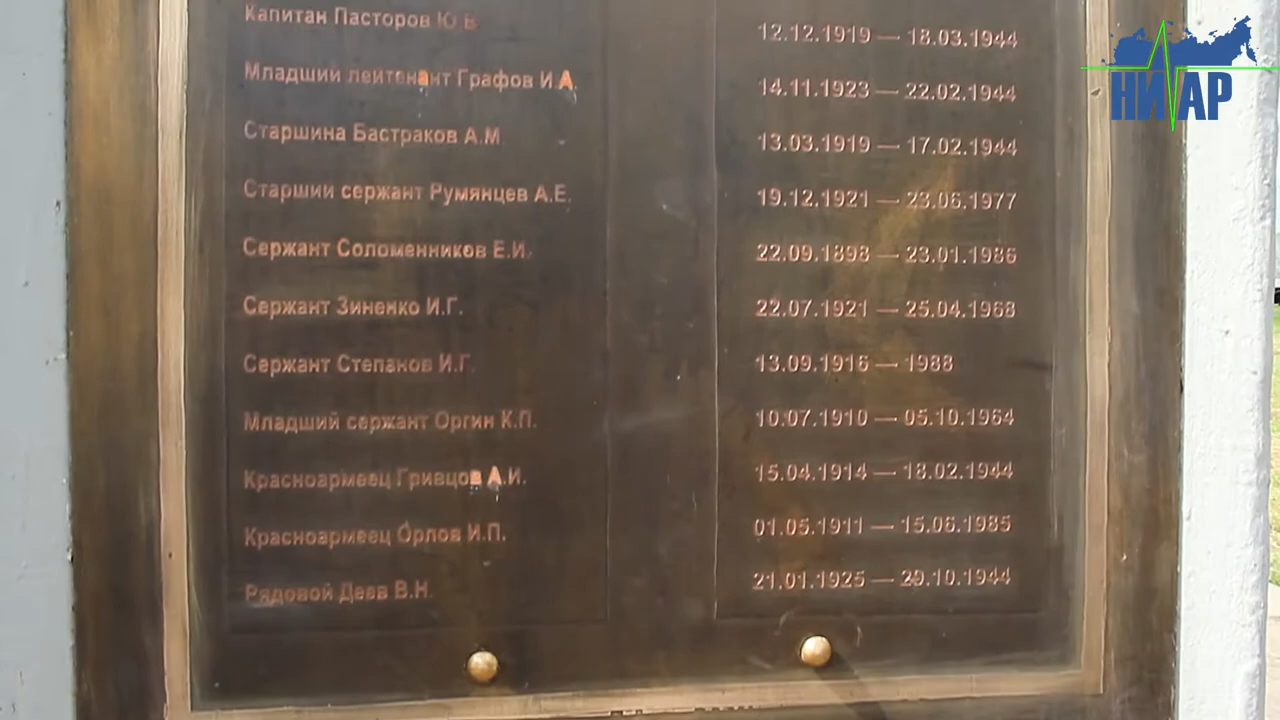 НИАР
Капитан Пасторов Ю.В. 12.12.1919 — 18.03.1944
Младший лейтенант Графов И.А. 14.11.1923 — 22.02.1944
Старшина Бастраков А.М. 13.03.1919 — 17.02.1944
Старший сержант Румянцев А.Е. 19.12.1921 — 23.06.1977
Сержант Соломенников Е.И. 22.09.1898 — 23.01.1986
Сержант Зиненко И.Г. 22.07.1921 — 25.04.1968
Сержант Степанов И.Г. 13.09.1916 — 1988
Младший сержант Оргин К.П. 10.07.1910 — 05.10.1964
Красноармеец Гривцов А.И. 15.04.1914 — 18.02.1944
Красноармеец Орлов И.П. 01.05.1911 — 15.06.1985
Рядовой Деев В.Н. 21.01.1925 — 29.10.1944